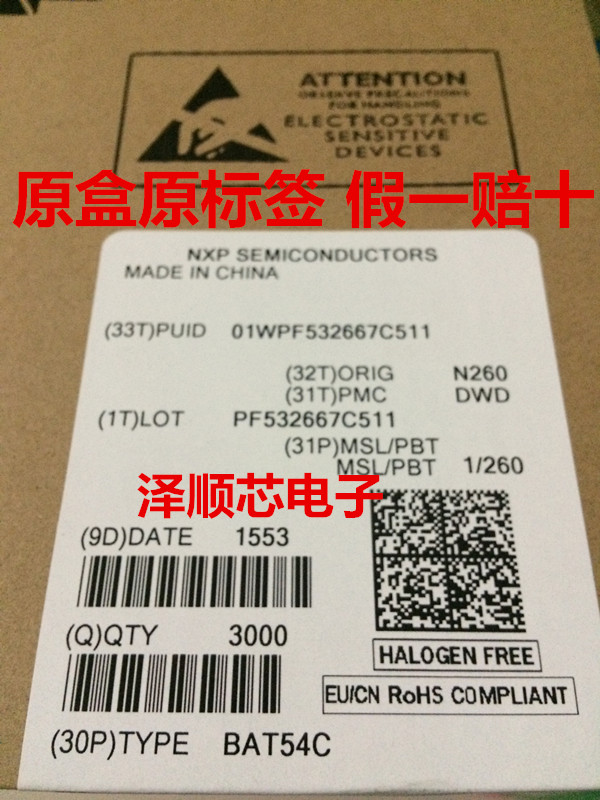 ATTENTION
OBSERVE PRECAUTIONS
FOR HANDLING
ELECTROSTATIC
SENSITIVE
DEVICES
原盒原标签 假一赔十
NXP SEMICONDUCTORS
MADE IN CHINA
(33T)PUID 01WPF532667C511
(32T)ORIG N260
(31T)PMC DWD
(1T)LOT PF532667C511
(31P)MSL/PBT
MSL/PBT 1/260
泽顺芯电子
(9D)DATE 1553
(Q)QTY 3000
HALOGEN FREE
EU/CN RoHS COMPLIANT
(30P)TYPE BAT54C